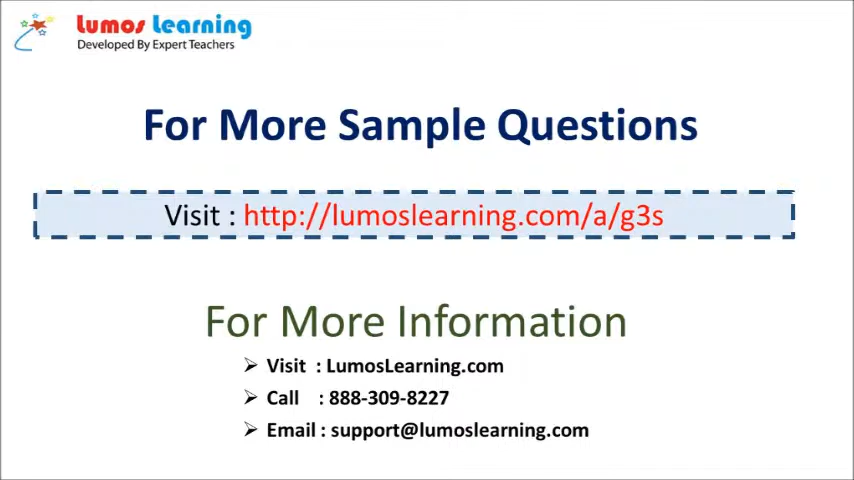 Lumos Learning
Developed By Expert Teachers
For More Sample Questions
Visit : http://lumoslearning.com/a/g3s
For More Information
Visit : LumosLearning.com
Call : 888-309-8227
Email : support@lumoslearning.com